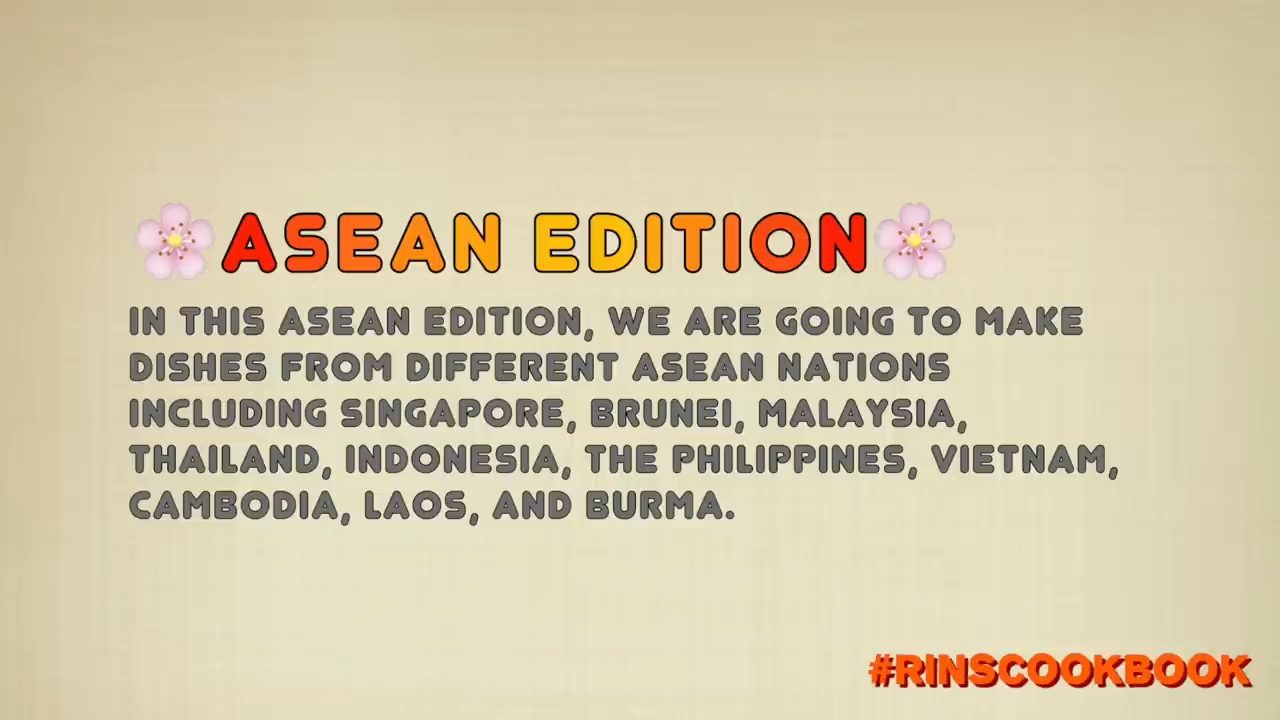 🌸ASEAN EDITION🌸
IN THIS ASEAN EDITION, WE ARE GOING TO MAKE
DISHES FROM DIFFERENT ASEAN NATIONS
INCLUDING SINGAPORE, BRUNEI, MALAYSIA,
THAILAND, INDONESIA, THE PHILIPPINES, VIETNAM,
CAMBODIA, LAOS, AND BURMA.
#RINSCOOKBOOK